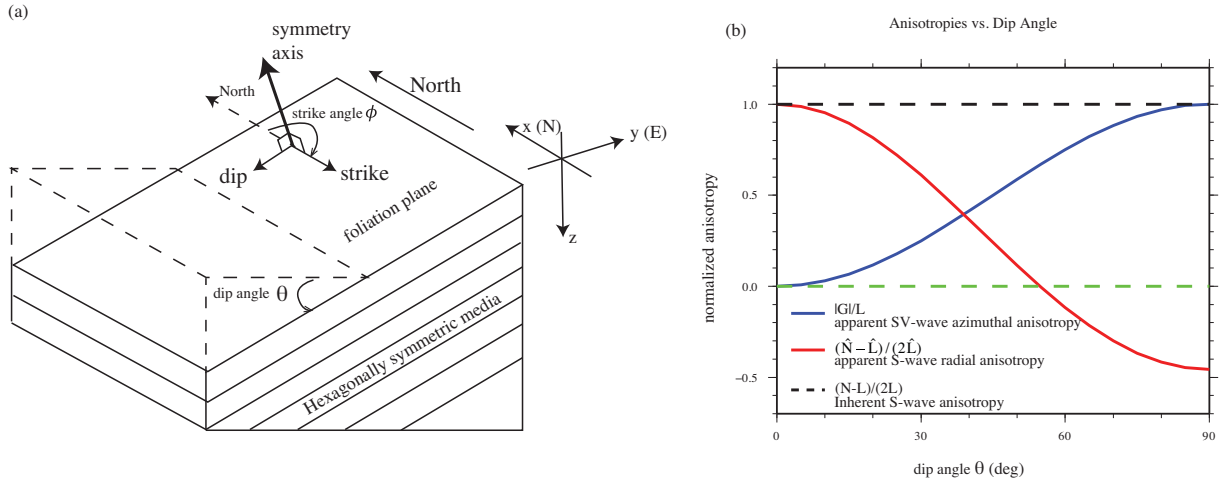 (a)
symmetry
axis
North
North
strike angle ϕ
x (N)
y (E)
z
dip
strike
foliation plane
dip angle θ
Hexagonally symmetric media
(b)
Anisotropies vs. Dip Angle
normalized anisotropy
1.0
0.5
0.0
−0.5
|G|/L
apparent SV-wave azimuthal anisotropy
(N̂ – L̂) / (2L̂)
apparent S-wave radial anisotropy
(N-L)/(2L)
Inherent S-wave anisotropy
0
30
60
90
dip angle θ (deg)